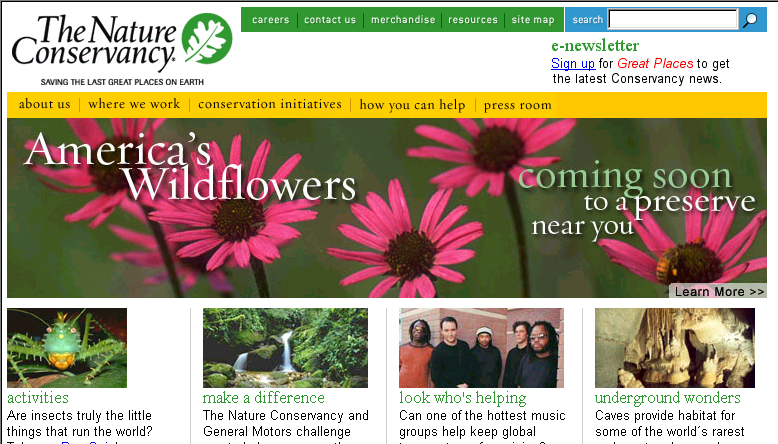 The Nature
Conservancy®
SAVING THE LAST GREAT PLACES ON EARTH
careers | contact us | merchandise | resources | site map
search
e-newsletter
Sign up for Great Places to get
the latest Conservancy news.
about us | where we work | conservation initiatives | how you can help | press room
America's
Wildflowers
coming soon
to a preserve
near you
Learn More >>
activities
Are insects truly the little
things that run the world?
make a difference
The Nature Conservancy and
General Motors challenge
look who's helping
Can one of the hottest music
groups help keep global
underground wonders
Caves provide habitat for
some of the world´s rarest